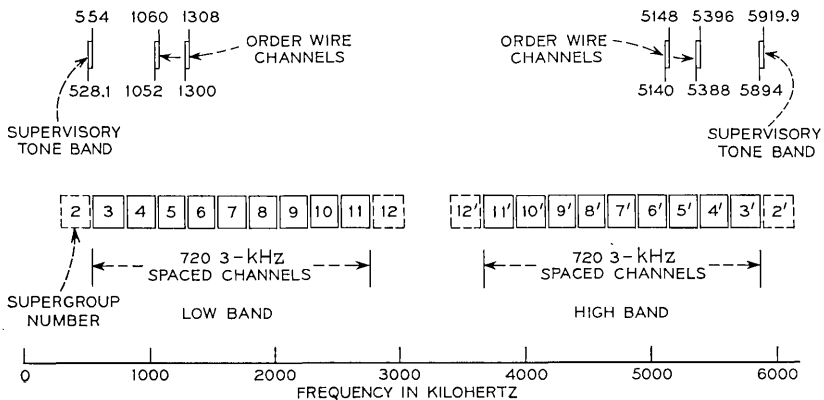 554 1060 1308 5148 5396 5919.9
ORDER WIRE CHANNELS
ORDER WIRE CHANNELS
528.1 1052 1300 5140 5388 5894
SUPERVISORY TONE BAND
SUPERVISORY TONE BAND
2 3 4 5 6 7 8 9 10 11 12 12′ 11′ 10′ 9′ 8′ 7′ 6′ 5′ 4′ 3′ 2′
720 3-kHz SPACED CHANNELS
720 3-kHz SPACED CHANNELS
SUPERGROUP NUMBER
LOW BAND HIGH BAND
0 1000 2000 3000 4000 5000 6000
FREQUENCY IN KILOHERTZ